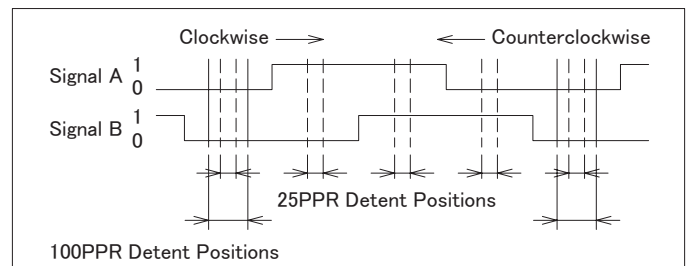 Clockwise Counterclockwise
Signal A 1
0
Signal B 1
0
25PPR Detent Positions
100PPR Detent Positions